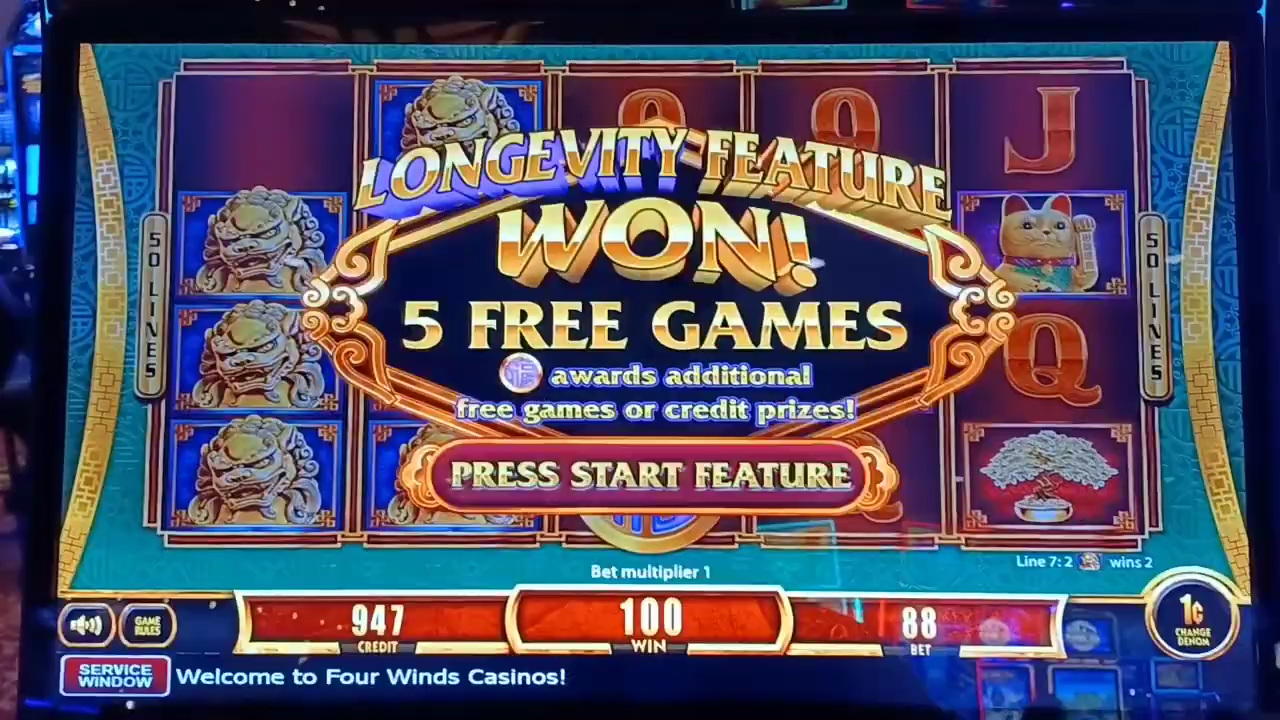 LONGEVITY FEATURE
WON!
5 FREE GAMES
awards additional
free games or credit prizes!
PRESS START FEATURE
Q
Q
J
Q
50 LINES
50 LINES
Bet multiplier 1
Line 7: 2 wins 2
947
CREDIT
100
WIN
88
BET
1¢
CHANGE
DENOM
GAME
RULES
SERVICE
WINDOW
Welcome to Four Winds Casinos!